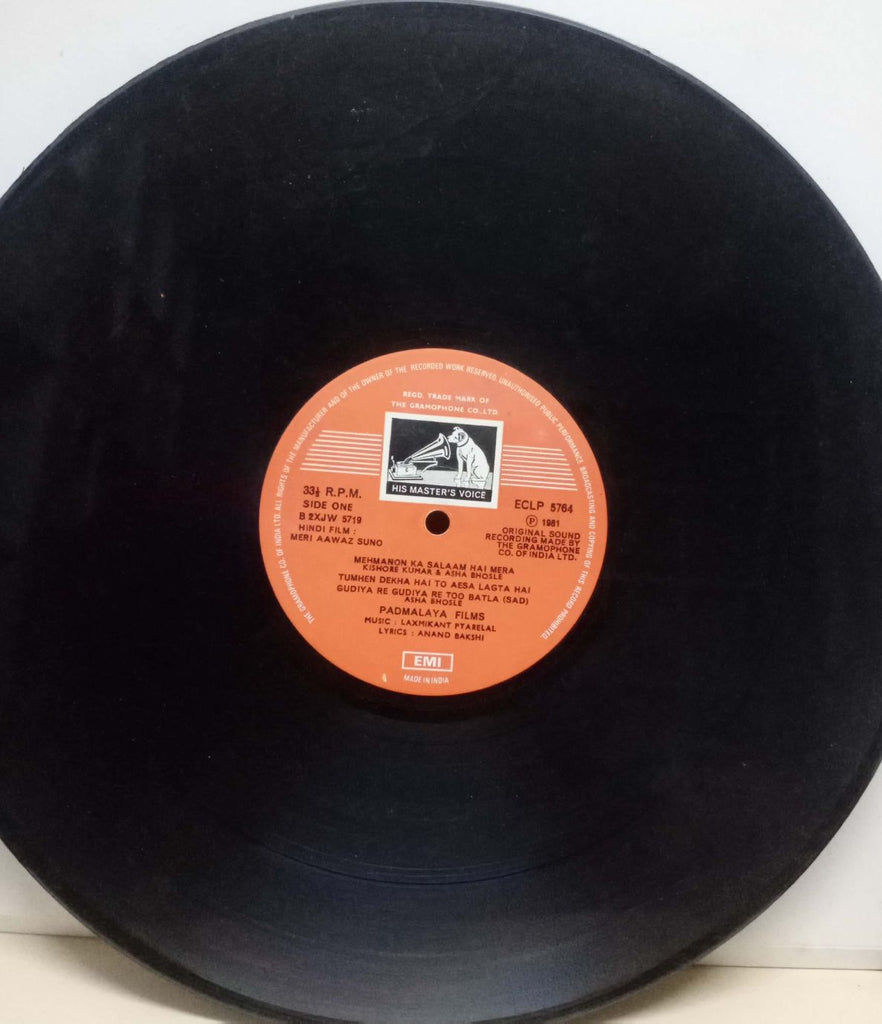 THE GRAMOPHONE CO. OF INDIA LTD. ALL RIGHTS OF THE MANUFACTURER AND OF THE OWNER OF THE RECORDED WORK RESERVED. UNAUTHORISED PUBLIC PERFORMANCE BROADCASTING AND COPYING OF THIS RECORD PROHIBITED.
REGD. TRADE MARK OF
THE GRAMOPHONE CO., LTD.
HIS MASTER'S VOICE
33⅓ R.P.M.
SIDE ONE
B 2XJW 5719
HINDI FILM :
MERI AAWAZ SUNO
ECLP 5764
Ⓟ 1981
ORIGINAL SOUND
RECORDING MADE BY
THE GRAMOPHONE
CO. OF INDIA LTD.
MEHMANON KA SALAAM HAI MERA
KISHORE KUMAR & ASHA BHOSLE
TUMHEN DEKHA HAI TO AESA LAGTA HAI
GUDIYA RE GUDIYA RE TOO BATLA (SAD)
ASHA BHOSLE
PADMALAYA FILMS
MUSIC : LAXMIKANT PYARELAL
LYRICS : ANAND BAKSHI
EMI
MADE IN INDIA